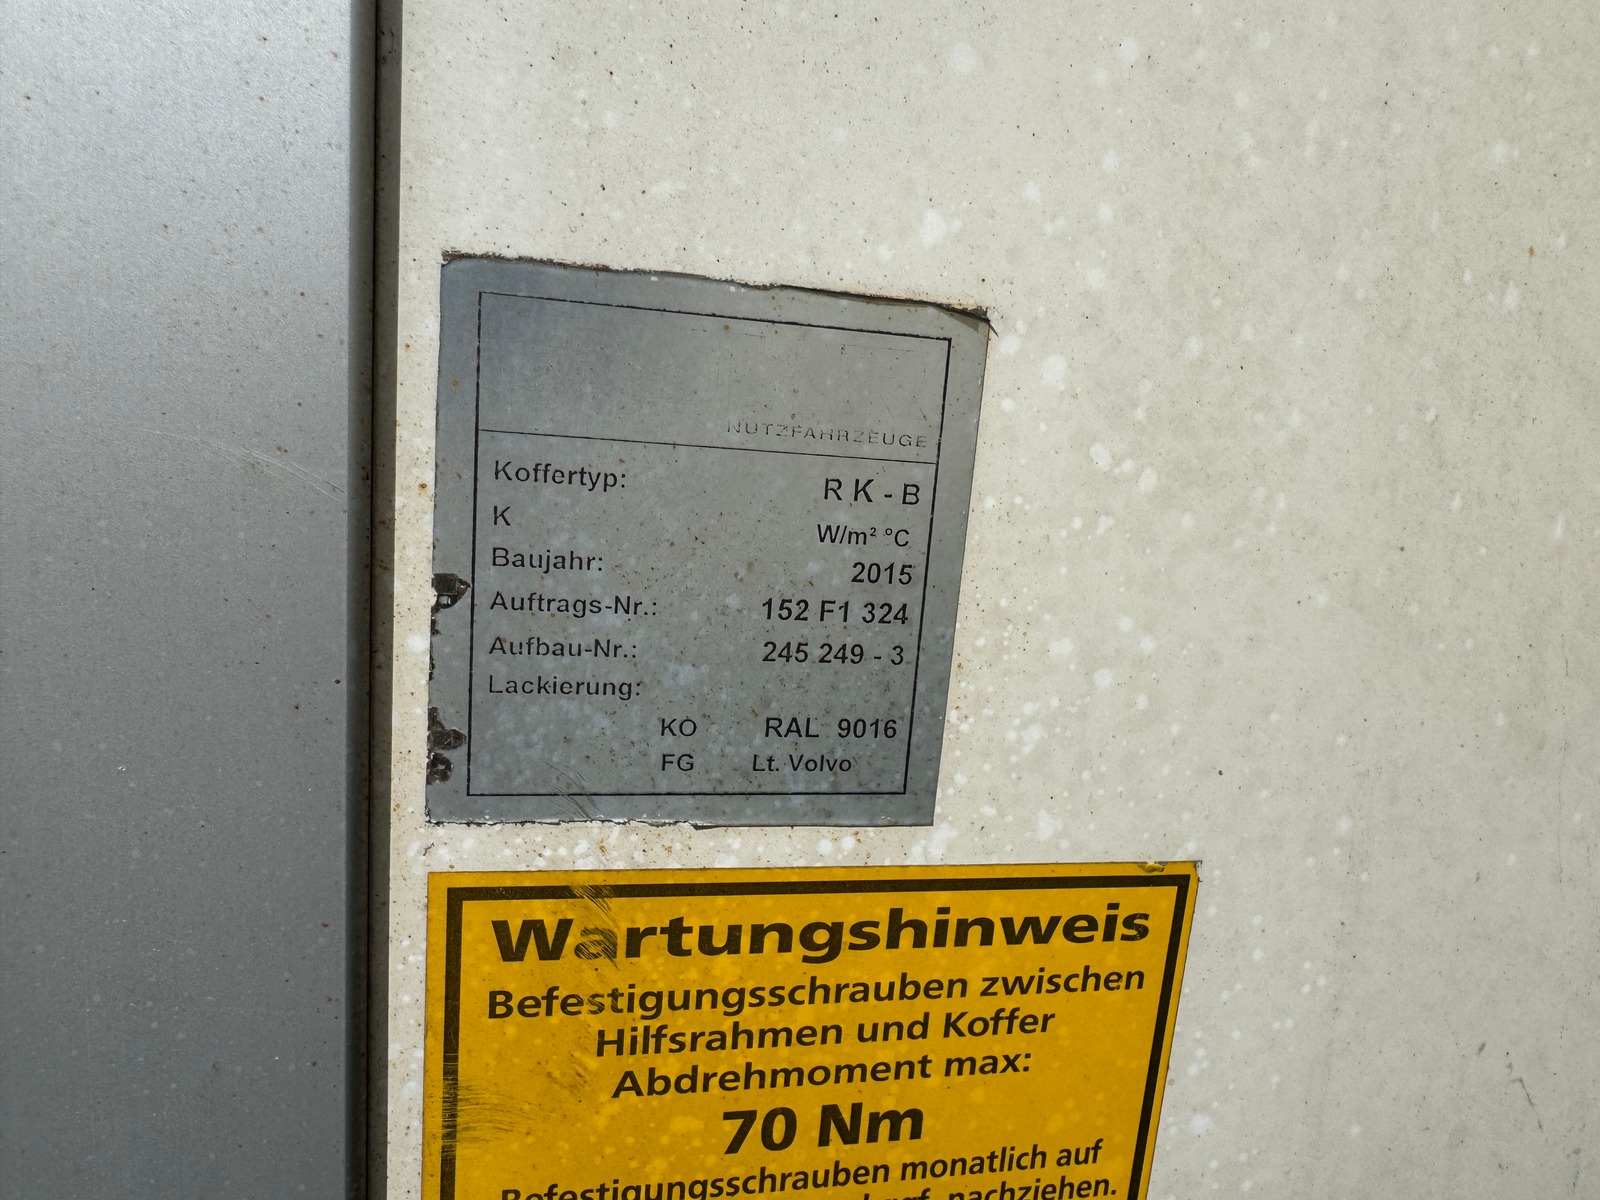 NUTZFAHRZEUGE
Koffertyp: RK-B
K W/m² °C
Baujahr: 2015
Auftrags-Nr.: 152 F1 324
Aufbau-Nr.: 245 249 - 3
Lackierung:
KO RAL 9016
FG Lt. Volvo
Wartungshinweis
Befestigungsschrauben zwischen
Hilfsrahmen und Koffer
Abdrehmoment max:
70 Nm
Befestigungsschrauben monatlich auf
nachziehen.